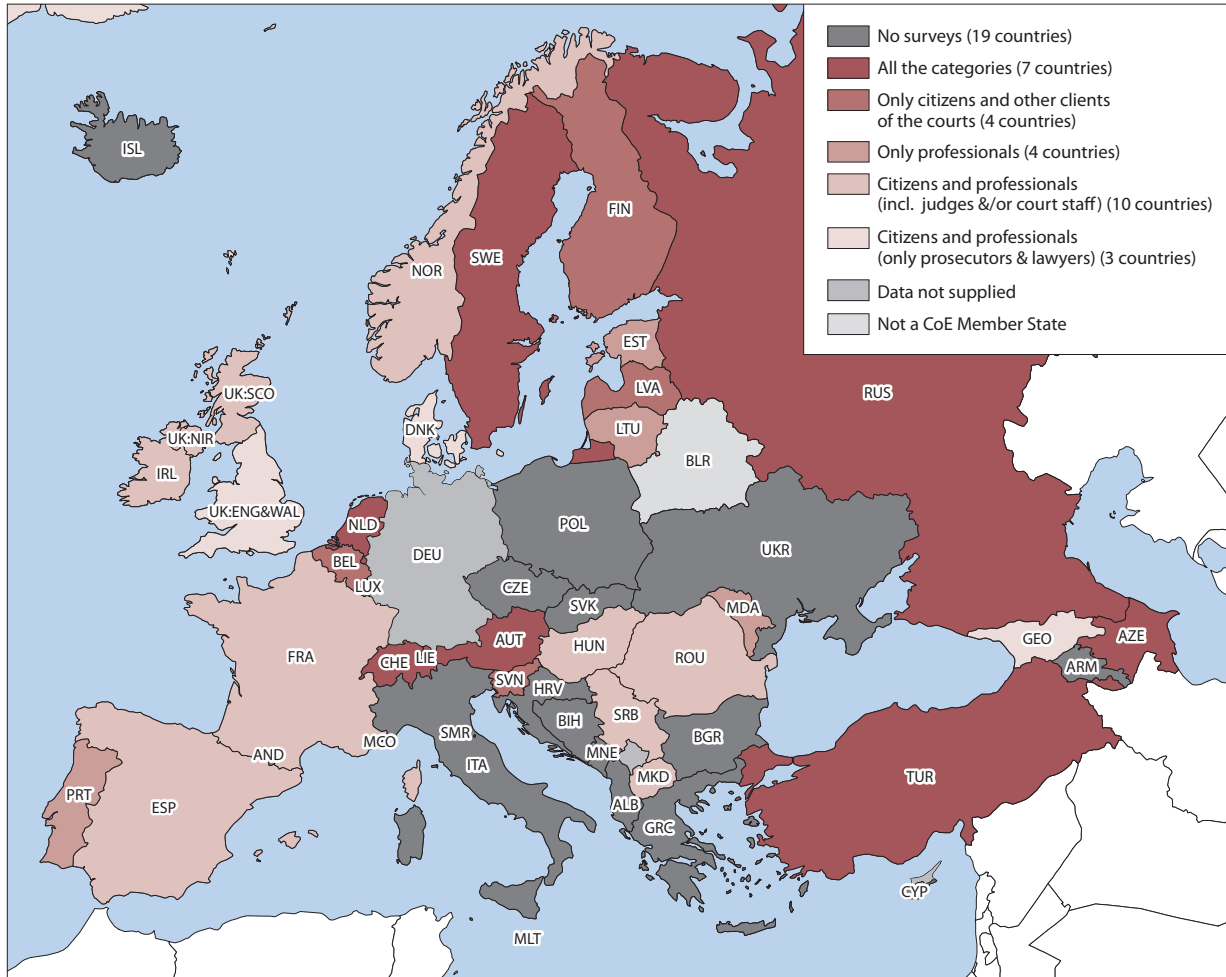 No surveys (19 countries)
All the categories (7 countries)
Only citizens and other clients
of the courts (4 countries)
Only professionals (4 countries)
Citizens and professionals
(incl. judges &/or court staff) (10 countries)
Citizens and professionals
(only prosecutors & lawyers) (3 countries)
Data not supplied
Not a CoE Member State
ISL
FIN
SWE
NOR
EST
RUS
LVA
UK:SCO
LTU
DNK
UK:NIR
BLR
IRL
UK:ENG&WAL
NLD
POL
DEU
UKR
BEL
LUX
CZE
SVK
MDA
AUT
GEO
AZE
HUN
FRA
CHE
LIE
ROU
ARM
SVN
HRV
SRB
BIH
SMR
BGR
MCO
MNE
AND
ITA
MKD
TUR
PRT
ESP
ALB
GRC
CYP
MLT